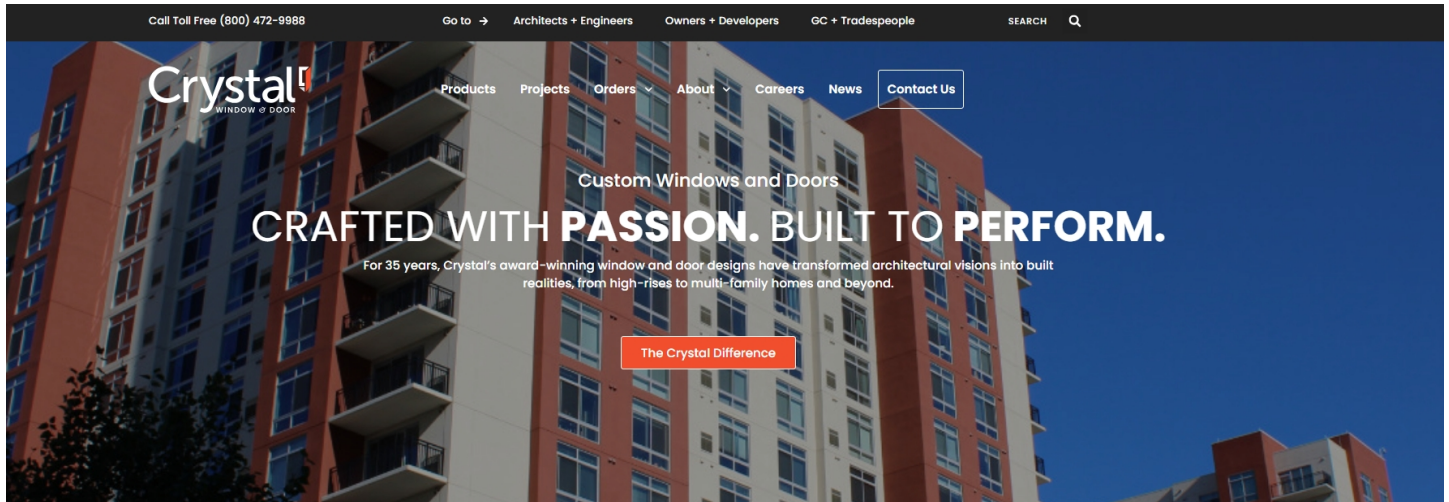 Call Toll Free (800) 472-9988
Go to → Architects + Engineers Owners + Developers GC + Tradespeople
SEARCH
Crystal
WINDOW & DOOR
Products Projects Orders About Careers News Contact Us
Custom Windows and Doors
CRAFTED WITH PASSION. BUILT TO PERFORM.
For 35 years, Crystal's award-winning window and door designs have transformed architectural visions into built
realities, from high-rises to multi-family homes and beyond.
The Crystal Difference